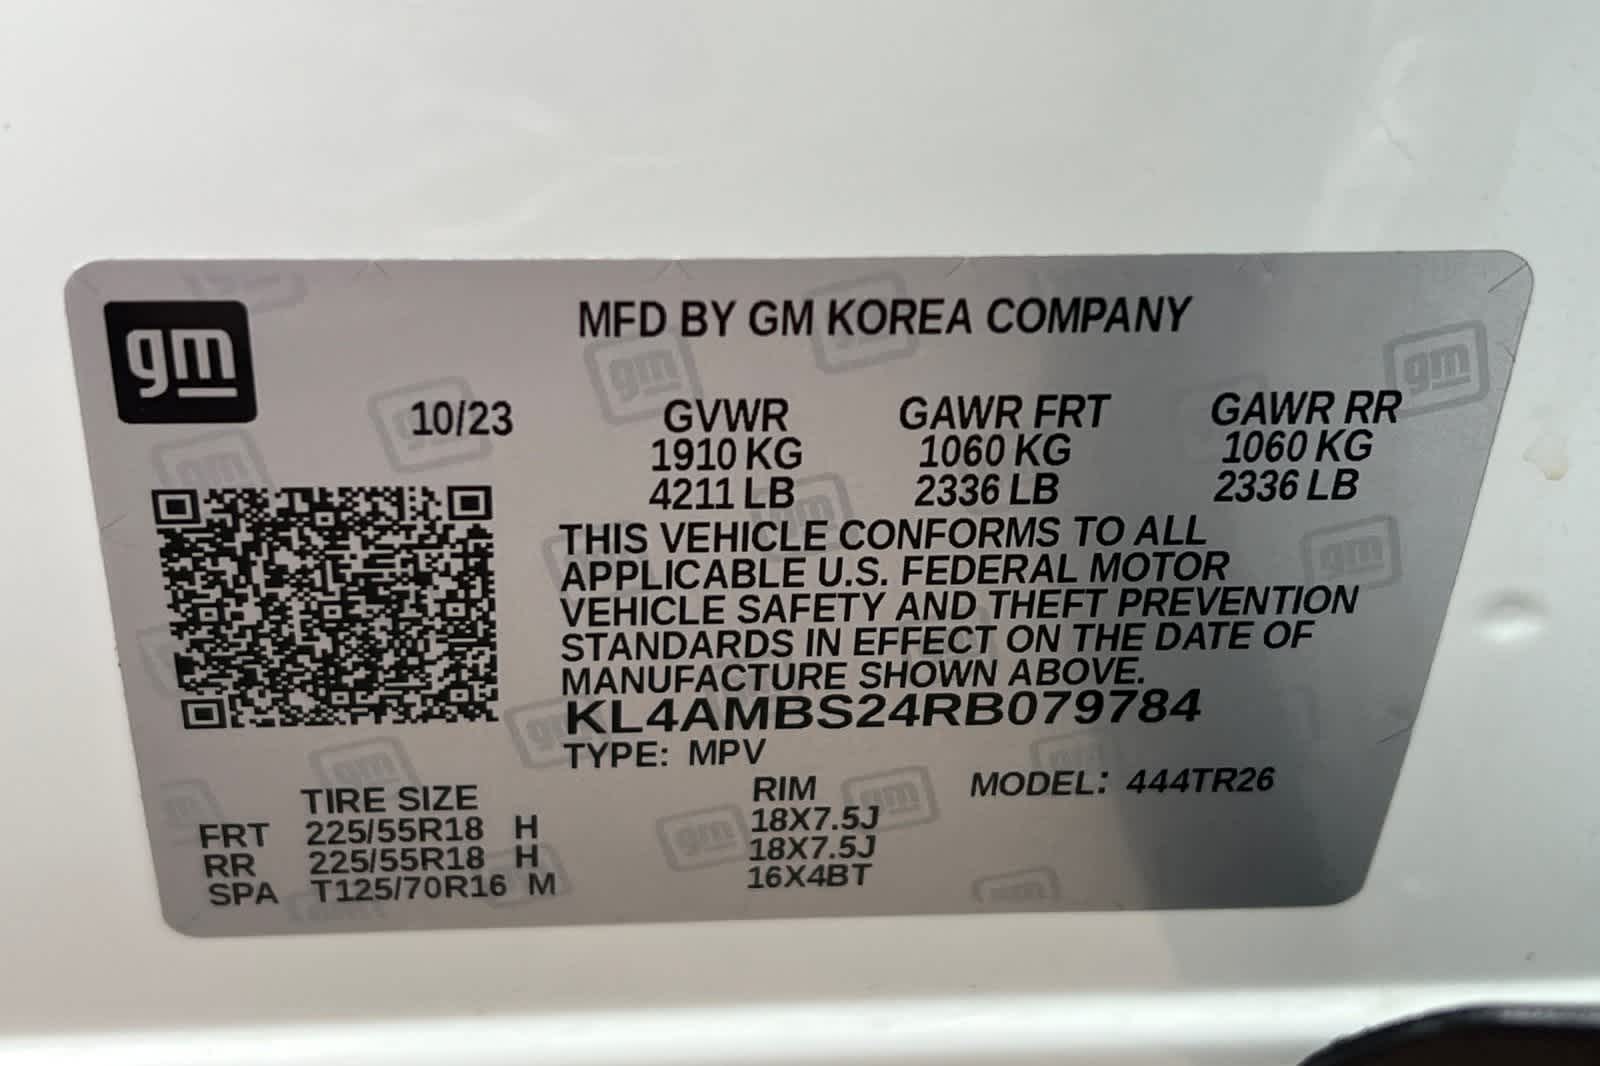 gm
MFD BY GM KOREA COMPANY
10/23 GVWR GAWR FRT GAWR RR
1910 KG 1060 KG 1060 KG
4211 LB 2336 LB 2336 LB
THIS VEHICLE CONFORMS TO ALL
APPLICABLE U.S. FEDERAL MOTOR
VEHICLE SAFETY AND THEFT PREVENTION
STANDARDS IN EFFECT ON THE DATE OF
MANUFACTURE SHOWN ABOVE.
KL4AMBS24RB079784
TYPE: MPV
TIRE SIZE RIM MODEL: 444TR26
FRT 225/55R18 H 18X7.5J
RR 225/55R18 H 18X7.5J
SPA T125/70R16 M 16X4BT